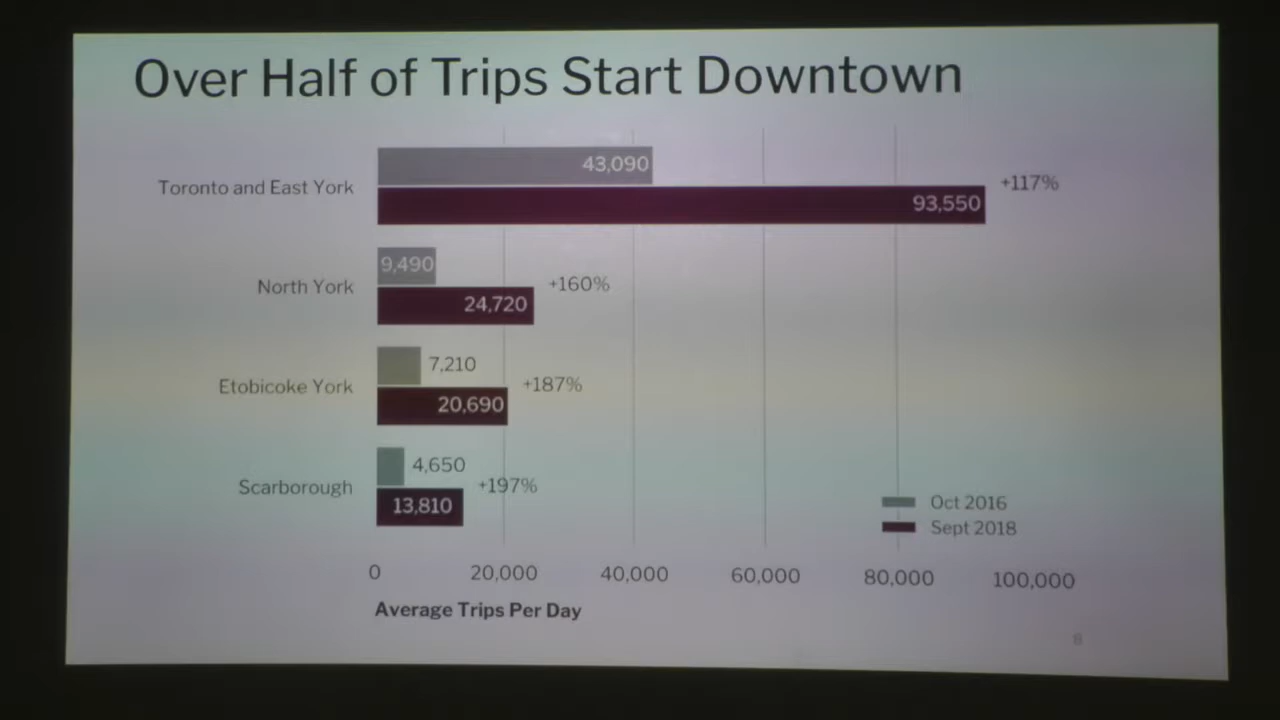 Over Half of Trips Start Downtown
43,090
Toronto and East York
+117%
93,550
9,490
North York
+160%
24,720
7,210
Etobicoke York
+187%
20,690
4,650
Scarborough
+197%
13,810
Oct 2016
Sept 2018
0 20,000 40,000 60,000 80,000 100,000
Average Trips Per Day
8